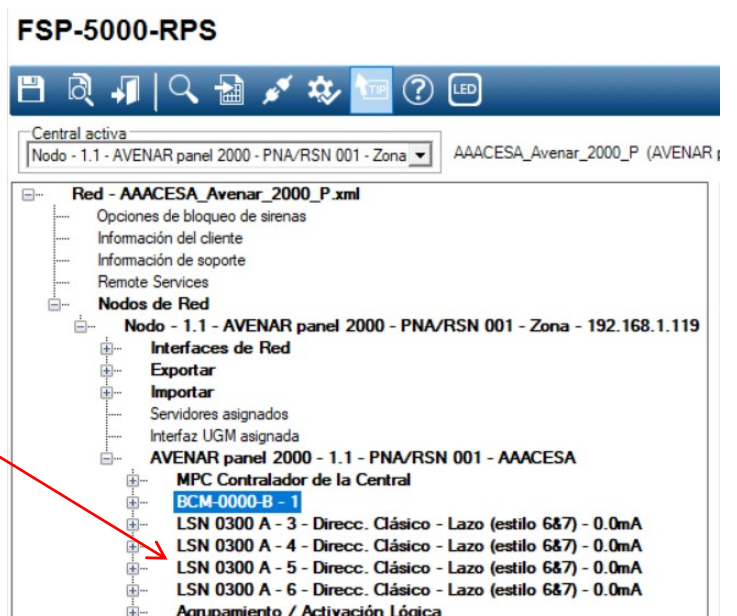 FSP-5000-RPS
TIP
LED
Central activa
Nodo - 1.1 - AVENAR panel 2000 - PNA/RSN 001 - Zona
AAACESA_Avenar_2000_P (AVENAR
Red - AAACESA_Avenar_2000_P.xml
Opciones de bloqueo de sirenas
Información del cliente
Información de soporte
Remote Services
Nodos de Red
Nodo - 1.1 - AVENAR panel 2000 - PNA/RSN 001 - Zona - 192.168.1.119
Interfaces de Red
Exportar
Importar
Servidores asignados
Interfaz UGM asignada
AVENAR panel 2000 - 1.1 - PNA/RSN 001 - AAACESA
MPC Contralador de la Central
BCM-0000-B - 1
LSN 0300 A - 3 - Direcc. Clásico - Lazo (estilo 6&7) - 0.0mA
LSN 0300 A - 4 - Direcc. Clásico - Lazo (estilo 6&7) - 0.0mA
LSN 0300 A - 5 - Direcc. Clásico - Lazo (estilo 6&7) - 0.0mA
LSN 0300 A - 6 - Direcc. Clásico - Lazo (estilo 6&7) - 0.0mA
Agrupamiento / Activación Lógica